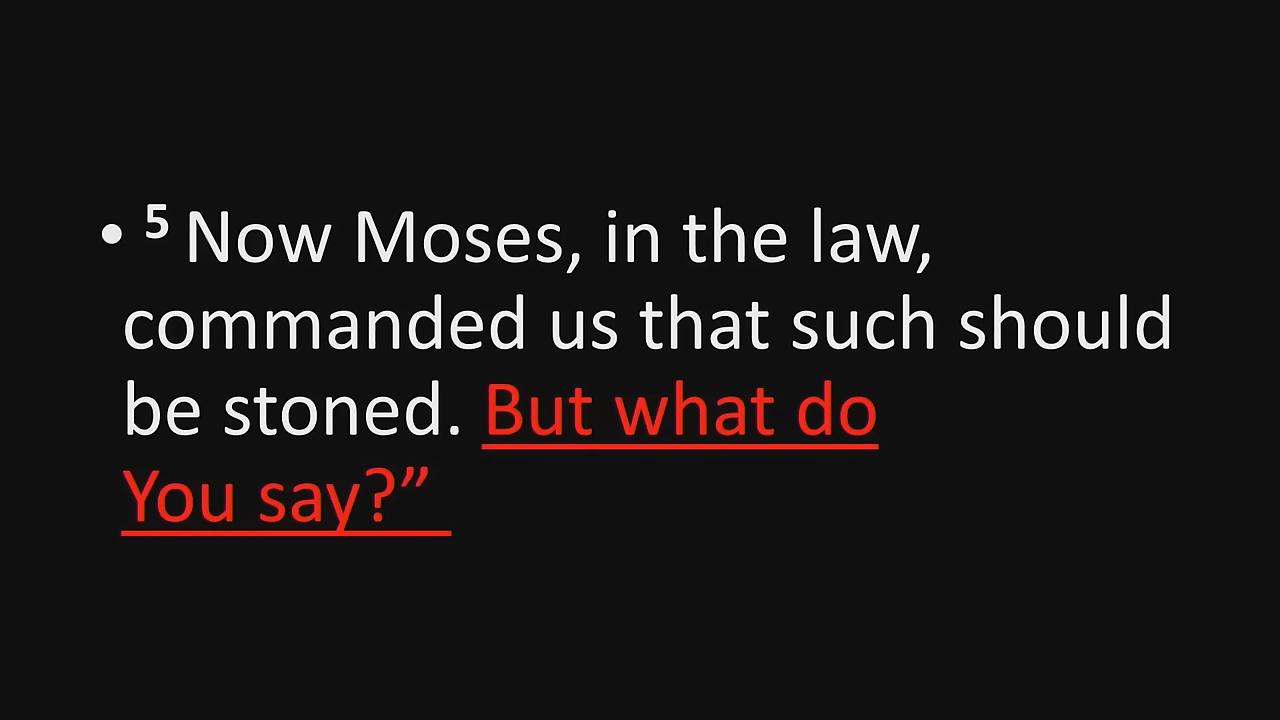 • ⁵ Now Moses, in the law,
commanded us that such should
be stoned. But what do
You say?”